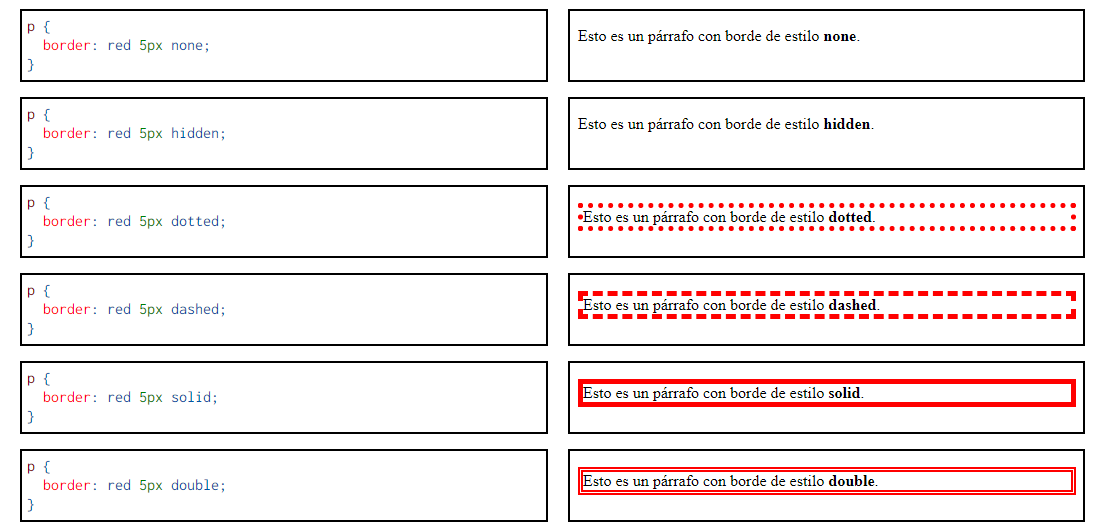 p {
  border: red 5px none;
}
Esto es un párrafo con borde de estilo none.
p {
  border: red 5px hidden;
}
Esto es un párrafo con borde de estilo hidden.
p {
  border: red 5px dotted;
}
Esto es un párrafo con borde de estilo dotted.
p {
  border: red 5px dashed;
}
Esto es un párrafo con borde de estilo dashed.
p {
  border: red 5px solid;
}
Esto es un párrafo con borde de estilo solid.
p {
  border: red 5px double;
}
Esto es un párrafo con borde de estilo double.